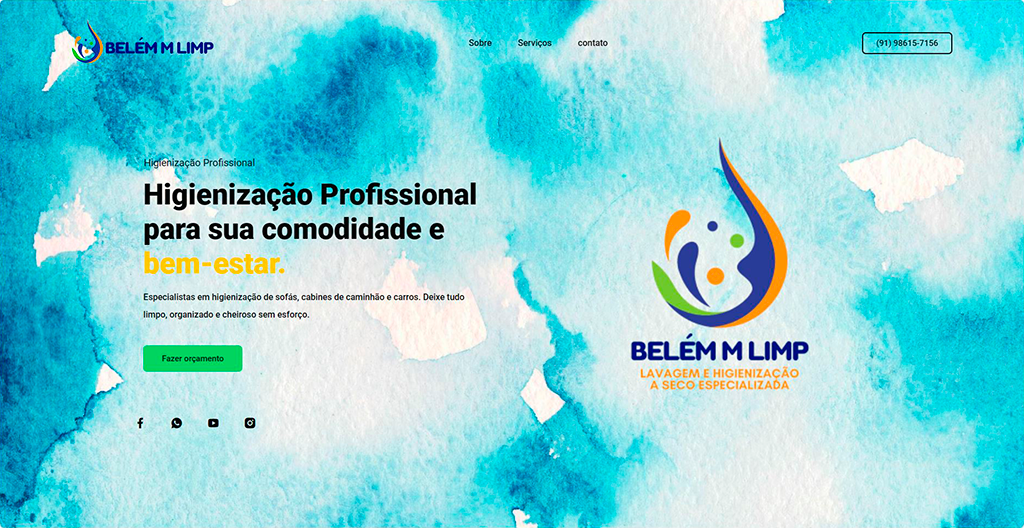 BELÉM M LIMP
Sobre
Serviços
contato
(91) 98615-7156
Higienização Profissional
Higienização Profissional
para sua comodidade e
bem-estar.
Especialistas em higienização de sofás, cabines de caminhão e carros. Deixe tudo
limpo, organizado e cheiroso sem esforço.
Fazer orçamento
BELÉM M LIMP
LAVAGEM E HIGIENIZAÇÃO
A SECO ESPECIALIZADA